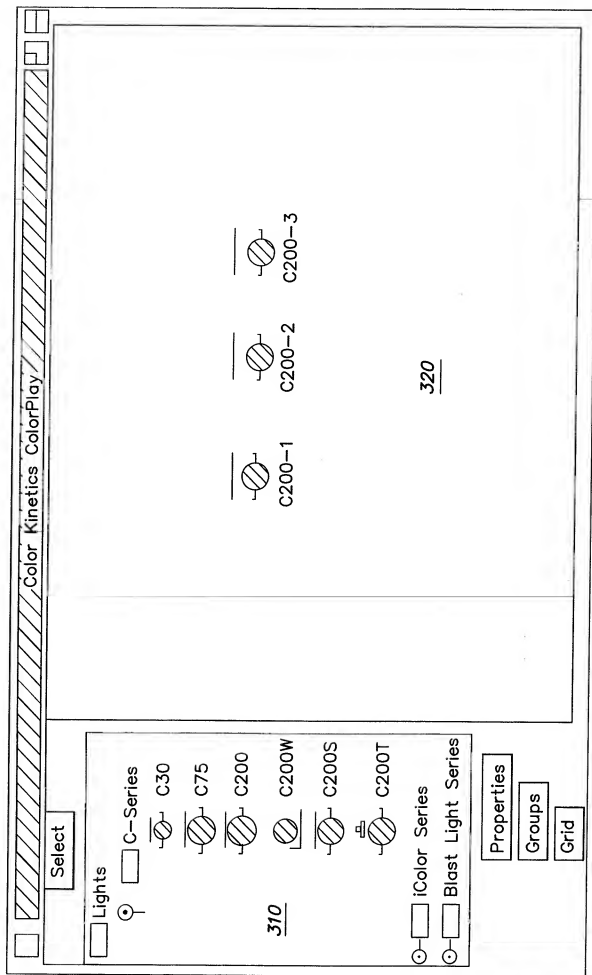 Color Kinetics ColorPlay
Select
Lights
C-Series
C30
C75
C200
C200W
C200S
C200T
310
iColor Series
Blast Light Series
Properties
Groups
Grid
C200-1
C200-2
C200-3
320